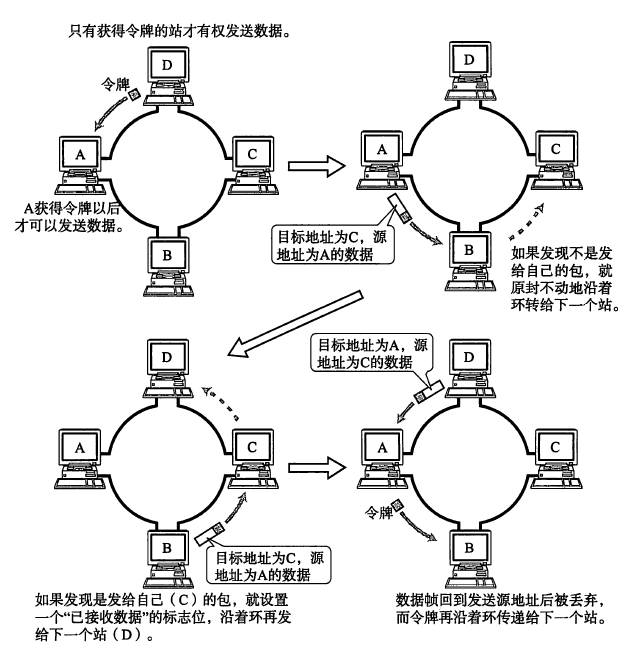 只有获得令牌的站才有权发送数据。
D
令牌
A
C
B
A获得令牌以后
才可以发送数据。
D
A
C
B
目标地址为C，源
地址为A的数据
如果发现不是发
给自己的包，就
原封不动地沿着
环转给下一个站。
D
A
C
B
目标地址为C，源
地址为A的数据
如果发现是发给自己（C）的包，就设置
一个“已接收数据”的标志位，沿着环再发
给下一个站（D）。
目标地址为A，源
地址为C的数据
D
A
C
令牌
B
数据帧回到发送源地址后被丢弃，
而令牌再沿着环传递给下一个站。